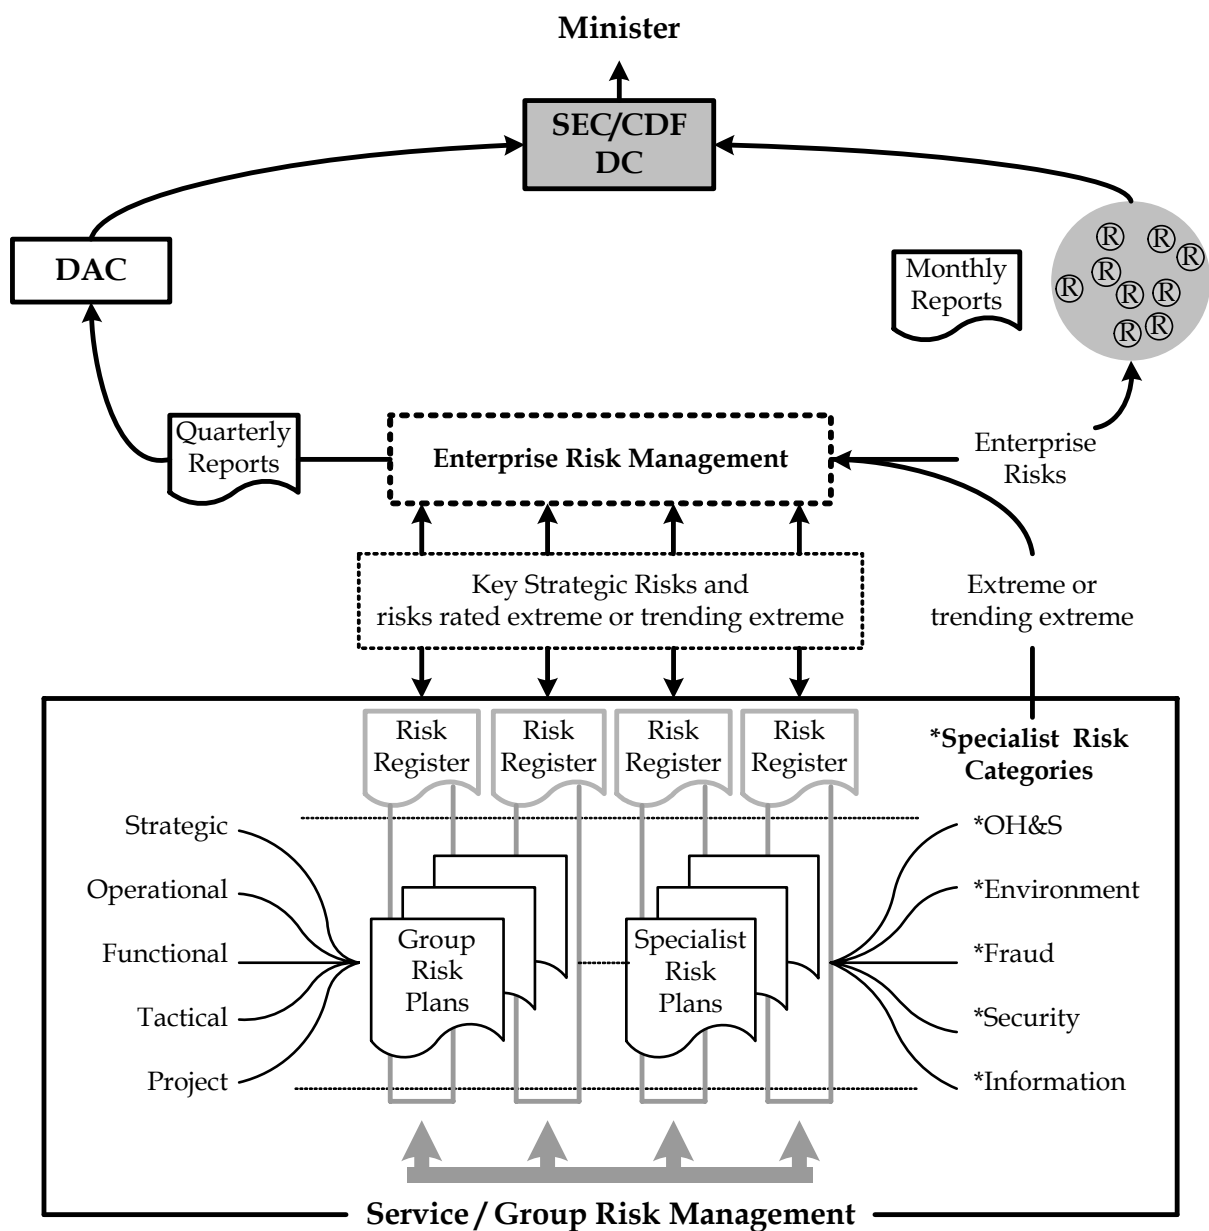 Minister
SEC/CDF
DC
DAC
Monthly
Reports
Ⓡ
Ⓡ
Ⓡ
Ⓡ
Ⓡ
Ⓡ
Ⓡ
Ⓡ
Ⓡ
Quarterly
Reports
Enterprise Risk Management
Enterprise
Risks
Key Strategic Risks and
risks rated extreme or trending extreme
Extreme or
trending extreme
Risk
Register
Risk
Register
Risk
Register
Risk
Register
*Specialist Risk
Categories
Strategic
Operational
Functional
Tactical
Project
Group
Risk
Plans
Specialist
Risk
Plans
*OH&S
*Environment
*Fraud
*Security
*Information
Service / Group Risk Management